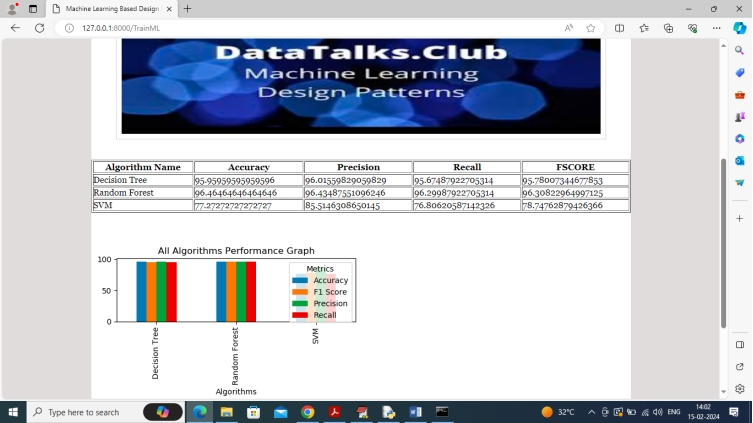 Machine Learning Based Design
127.0.0.1:8000/TrainML
DataTalks.Club
Machine Learning
Design Patterns
Algorithm Name Accuracy Precision Recall FSCORE
Decision Tree 95.95959595959596 96.01559829059829 95.67487922705314 95.78007344677853
Random Forest 96.46464646464646 96.43487551096246 96.29987922705314 96.30822964997125
SVM 77.27272727272727 85.5146308650145 76.80620587142326 78.74762879426366
All Algorithms Performance Graph
100
50
0
Metrics
Accuracy
F1 Score
Precision
Recall
Decision Tree
Random Forest
SVM
Algorithms
Type here to search
32°C
ENG
14:02
15-02-2024